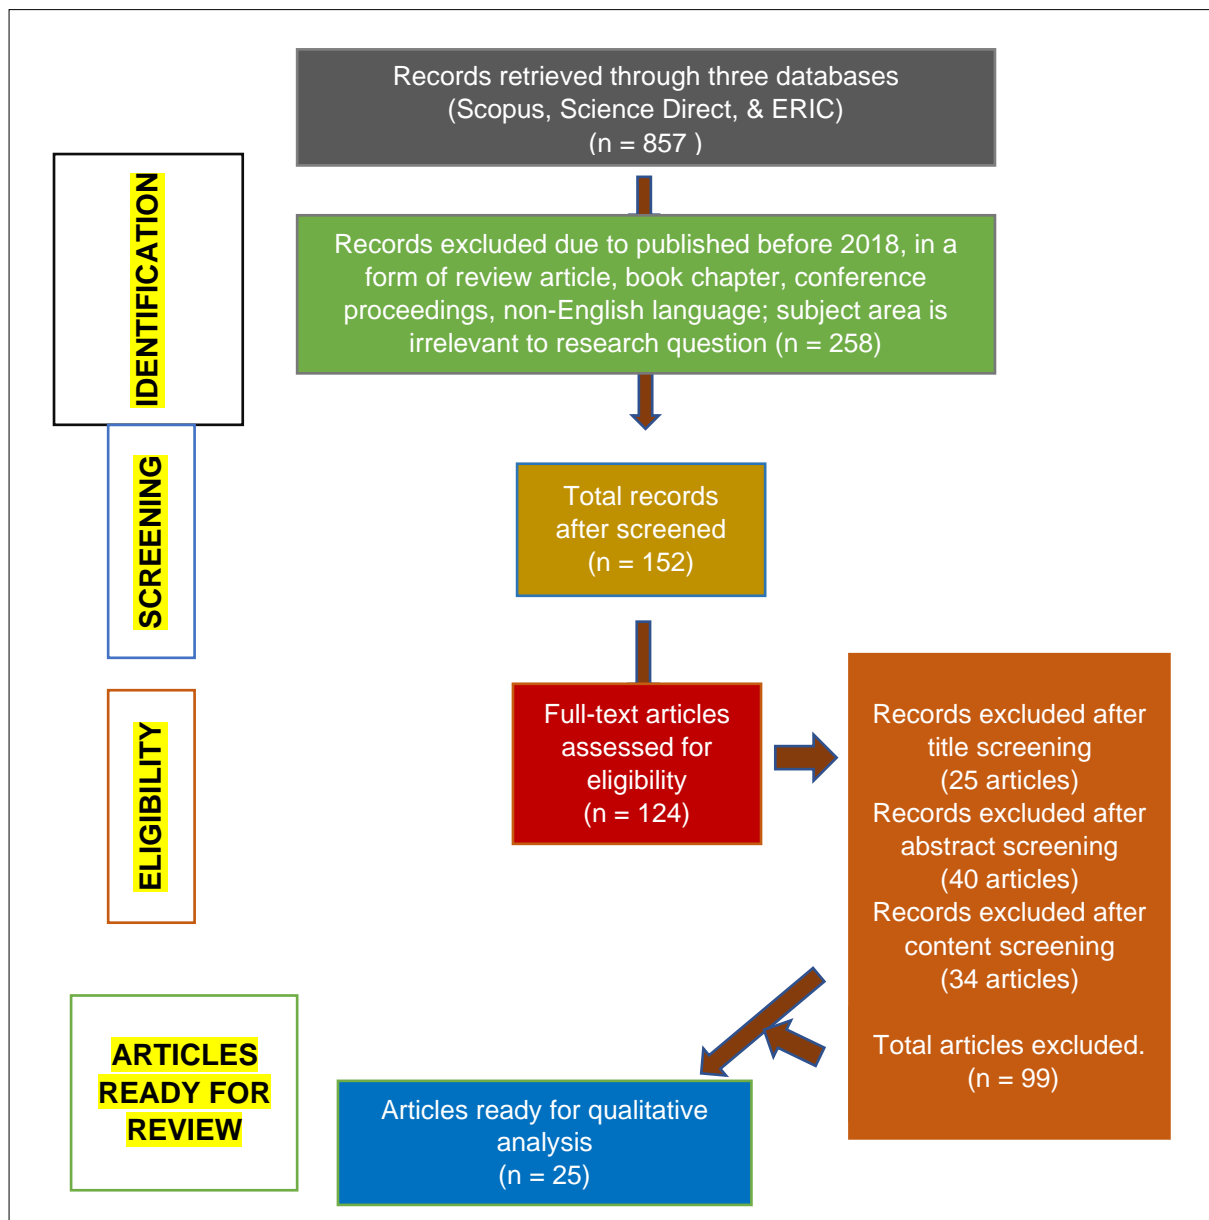 Records retrieved through three databases
(Scopus, Science Direct, & ERIC)
(n = 857 )
IDENTIFICATION
Records excluded due to published before 2018, in a
form of review article, book chapter, conference
proceedings, non-English language; subject area is
irrelevant to research question (n = 258)
SCREENING
Total records
after screened
(n = 152)
ELIGIBILITY
Full-text articles
assessed for
eligibility
(n = 124)
Records excluded after
title screening
(25 articles)
Records excluded after
abstract screening
(40 articles)
Records excluded after
content screening
(34 articles)
Total articles excluded.
(n = 99)
ARTICLES
READY FOR
REVIEW
Articles ready for qualitative
analysis
(n = 25)